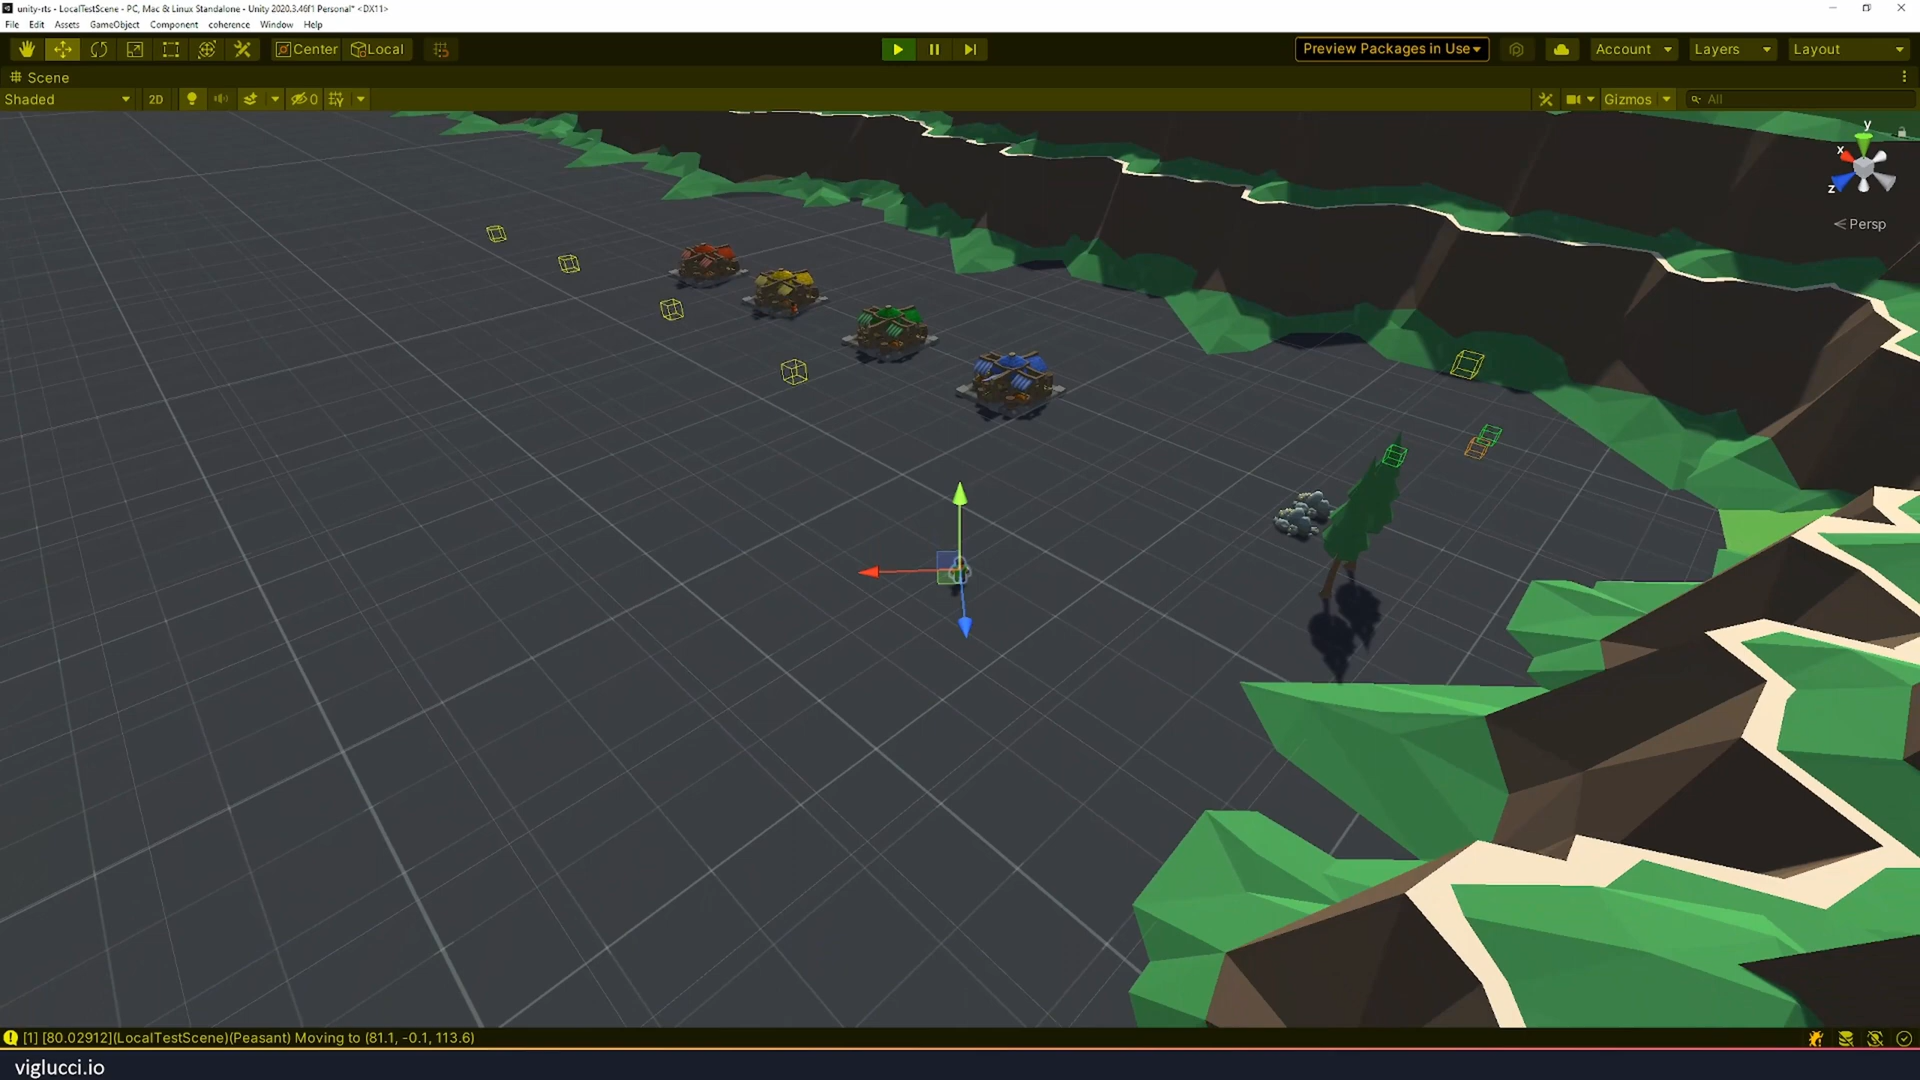 unity-rts - LocalTestScene - PC, Mac & Linux Standalone - Unity 2020.3.46f1 Personal* <DX11>
File Edit Assets GameObject Component coherence Window Help
Center Local Preview Packages in Use Account Layers Layout
Scene
Shaded 2D 0 Gizmos All
y
x
z
Persp
[1] [80.02912](LocalTestScene)(Peasant) Moving to (81.1, -0.1, 113.6)
viglucci.io